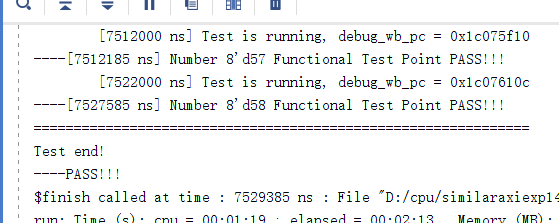 [7512000 ns] Test is running, debug_wb_pc = 0x1c075f10
----[7512185 ns] Number 8'd57 Functional Test Point PASS!!!
[7522000 ns] Test is running, debug_wb_pc = 0x1c07610c
----[7527585 ns] Number 8'd58 Functional Test Point PASS!!!
==============================================================
Test end!
----PASS!!!
$finish called at time : 7529385 ns : File "D:/cpu/similaraxiexp14
run: Time (s): cpu = 00:01:19 ; elapsed = 00:02:13 . Memory (MB):